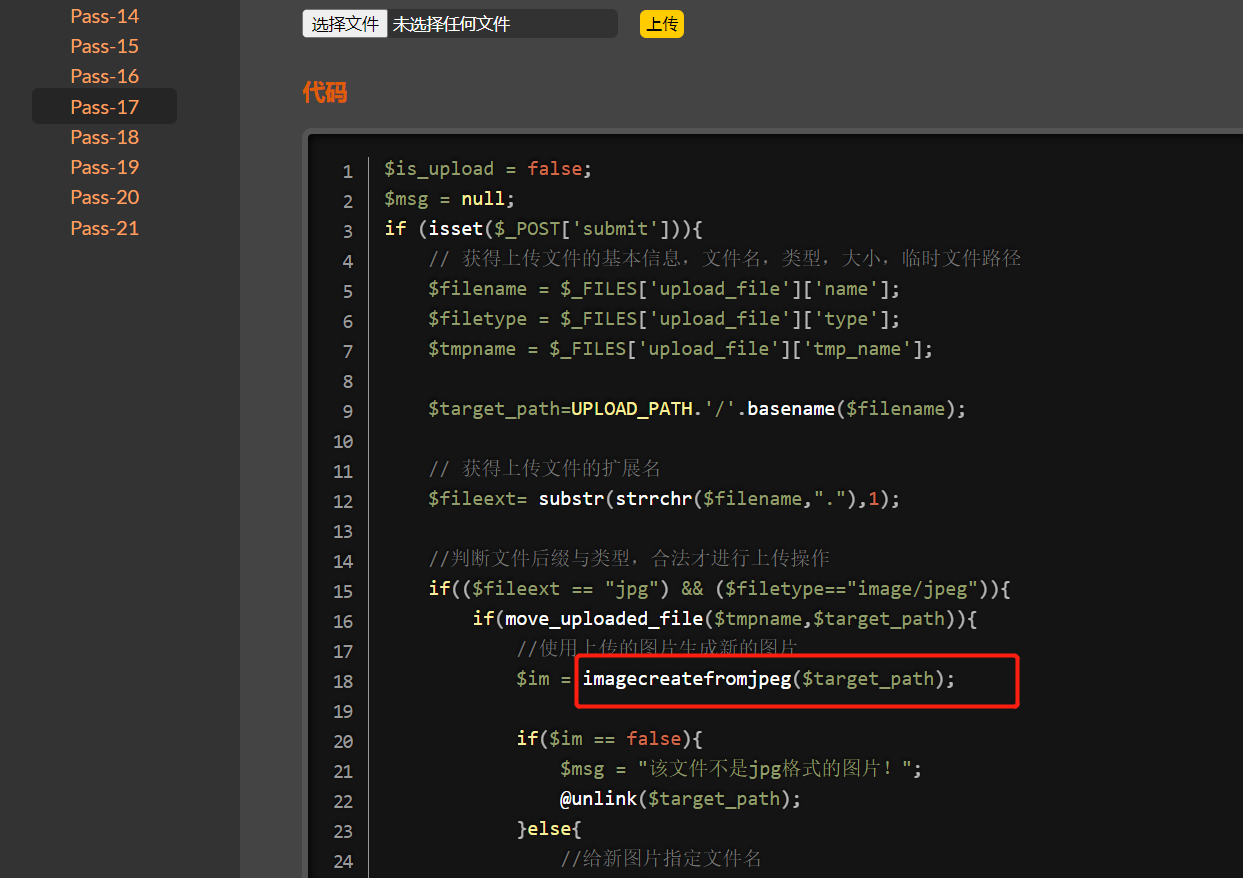 Pass-14
Pass-15
Pass-16
Pass-17
Pass-18
Pass-19
Pass-20
Pass-21
选择文件 未选择任何文件 上传
代码
1 $is_upload = false;
2 $msg = null;
3 if (isset($_POST['submit'])){
4 // 获得上传文件的基本信息，文件名，类型，大小，临时文件路径
5 $filename = $_FILES['upload_file']['name'];
6 $filetype = $_FILES['upload_file']['type'];
7 $tmpname = $_FILES['upload_file']['tmp_name'];
8
9 $target_path=UPLOAD_PATH.'/'.basename($filename);
10
11 // 获得上传文件的扩展名
12 $fileext= substr(strrchr($filename,"."),1);
13
14 //判断文件后缀与类型，合法才进行上传操作
15 if(($fileext == "jpg") && ($filetype=="image/jpeg")){
16 if(move_uploaded_file($tmpname,$target_path)){
17 //使用上传的图片生成新的图片
18 $im = imagecreatefromjpeg($target_path);
19
20 if($im == false){
21 $msg = "该文件不是jpg格式的图片！";
22 @unlink($target_path);
23 }else{
24 //给新图片指定文件名